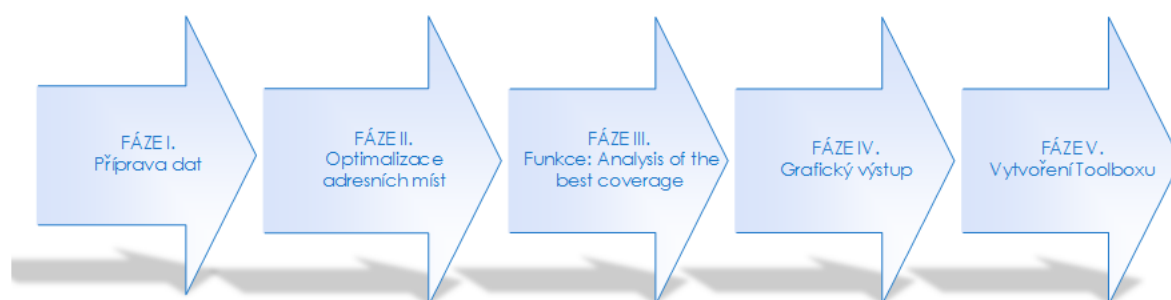 FÁZE I.
Příprava dat
FÁZE II.
Optimalizace
adresních míst
FÁZE III.
Funkce: Analysis of the
best coverage
FÁZE IV.
Grafický výstup
FÁZE V.
Vytvoření Toolboxu